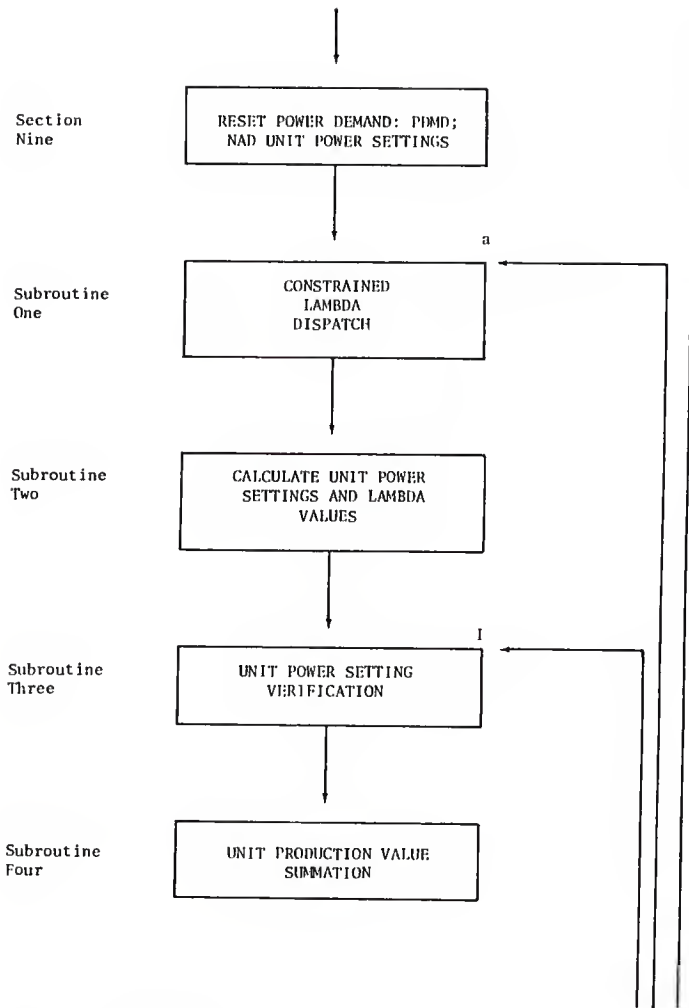 Section
Nine
RESET POWER DEMAND: PDMD;
NAD UNIT POWER SETTINGS
a
Subroutine
One
CONSTRAINED
LAMBDA
DISPATCH
Subroutine
Two
CALCULATE UNIT POWER
SETTINGS AND LAMBDA
VALUES
I
Subroutine
Three
UNIT POWER SETTING
VERIFICATION
Subroutine
Four
UNIT PRODUCTION VALUE
SUMMATION